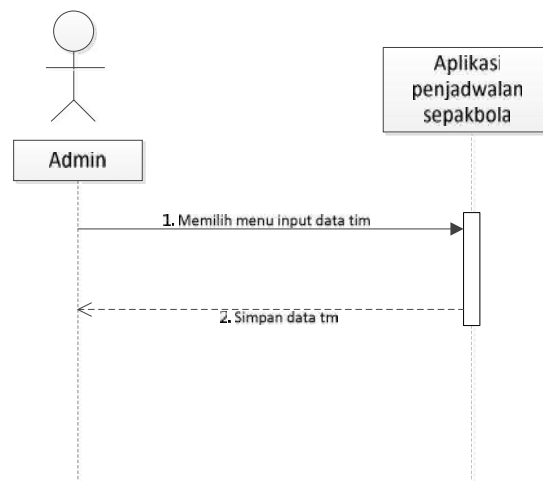 Aplikasi
penjadwalan
sepakbola
Admin
1. Memilih menu input data tim
2. Simpan data tm